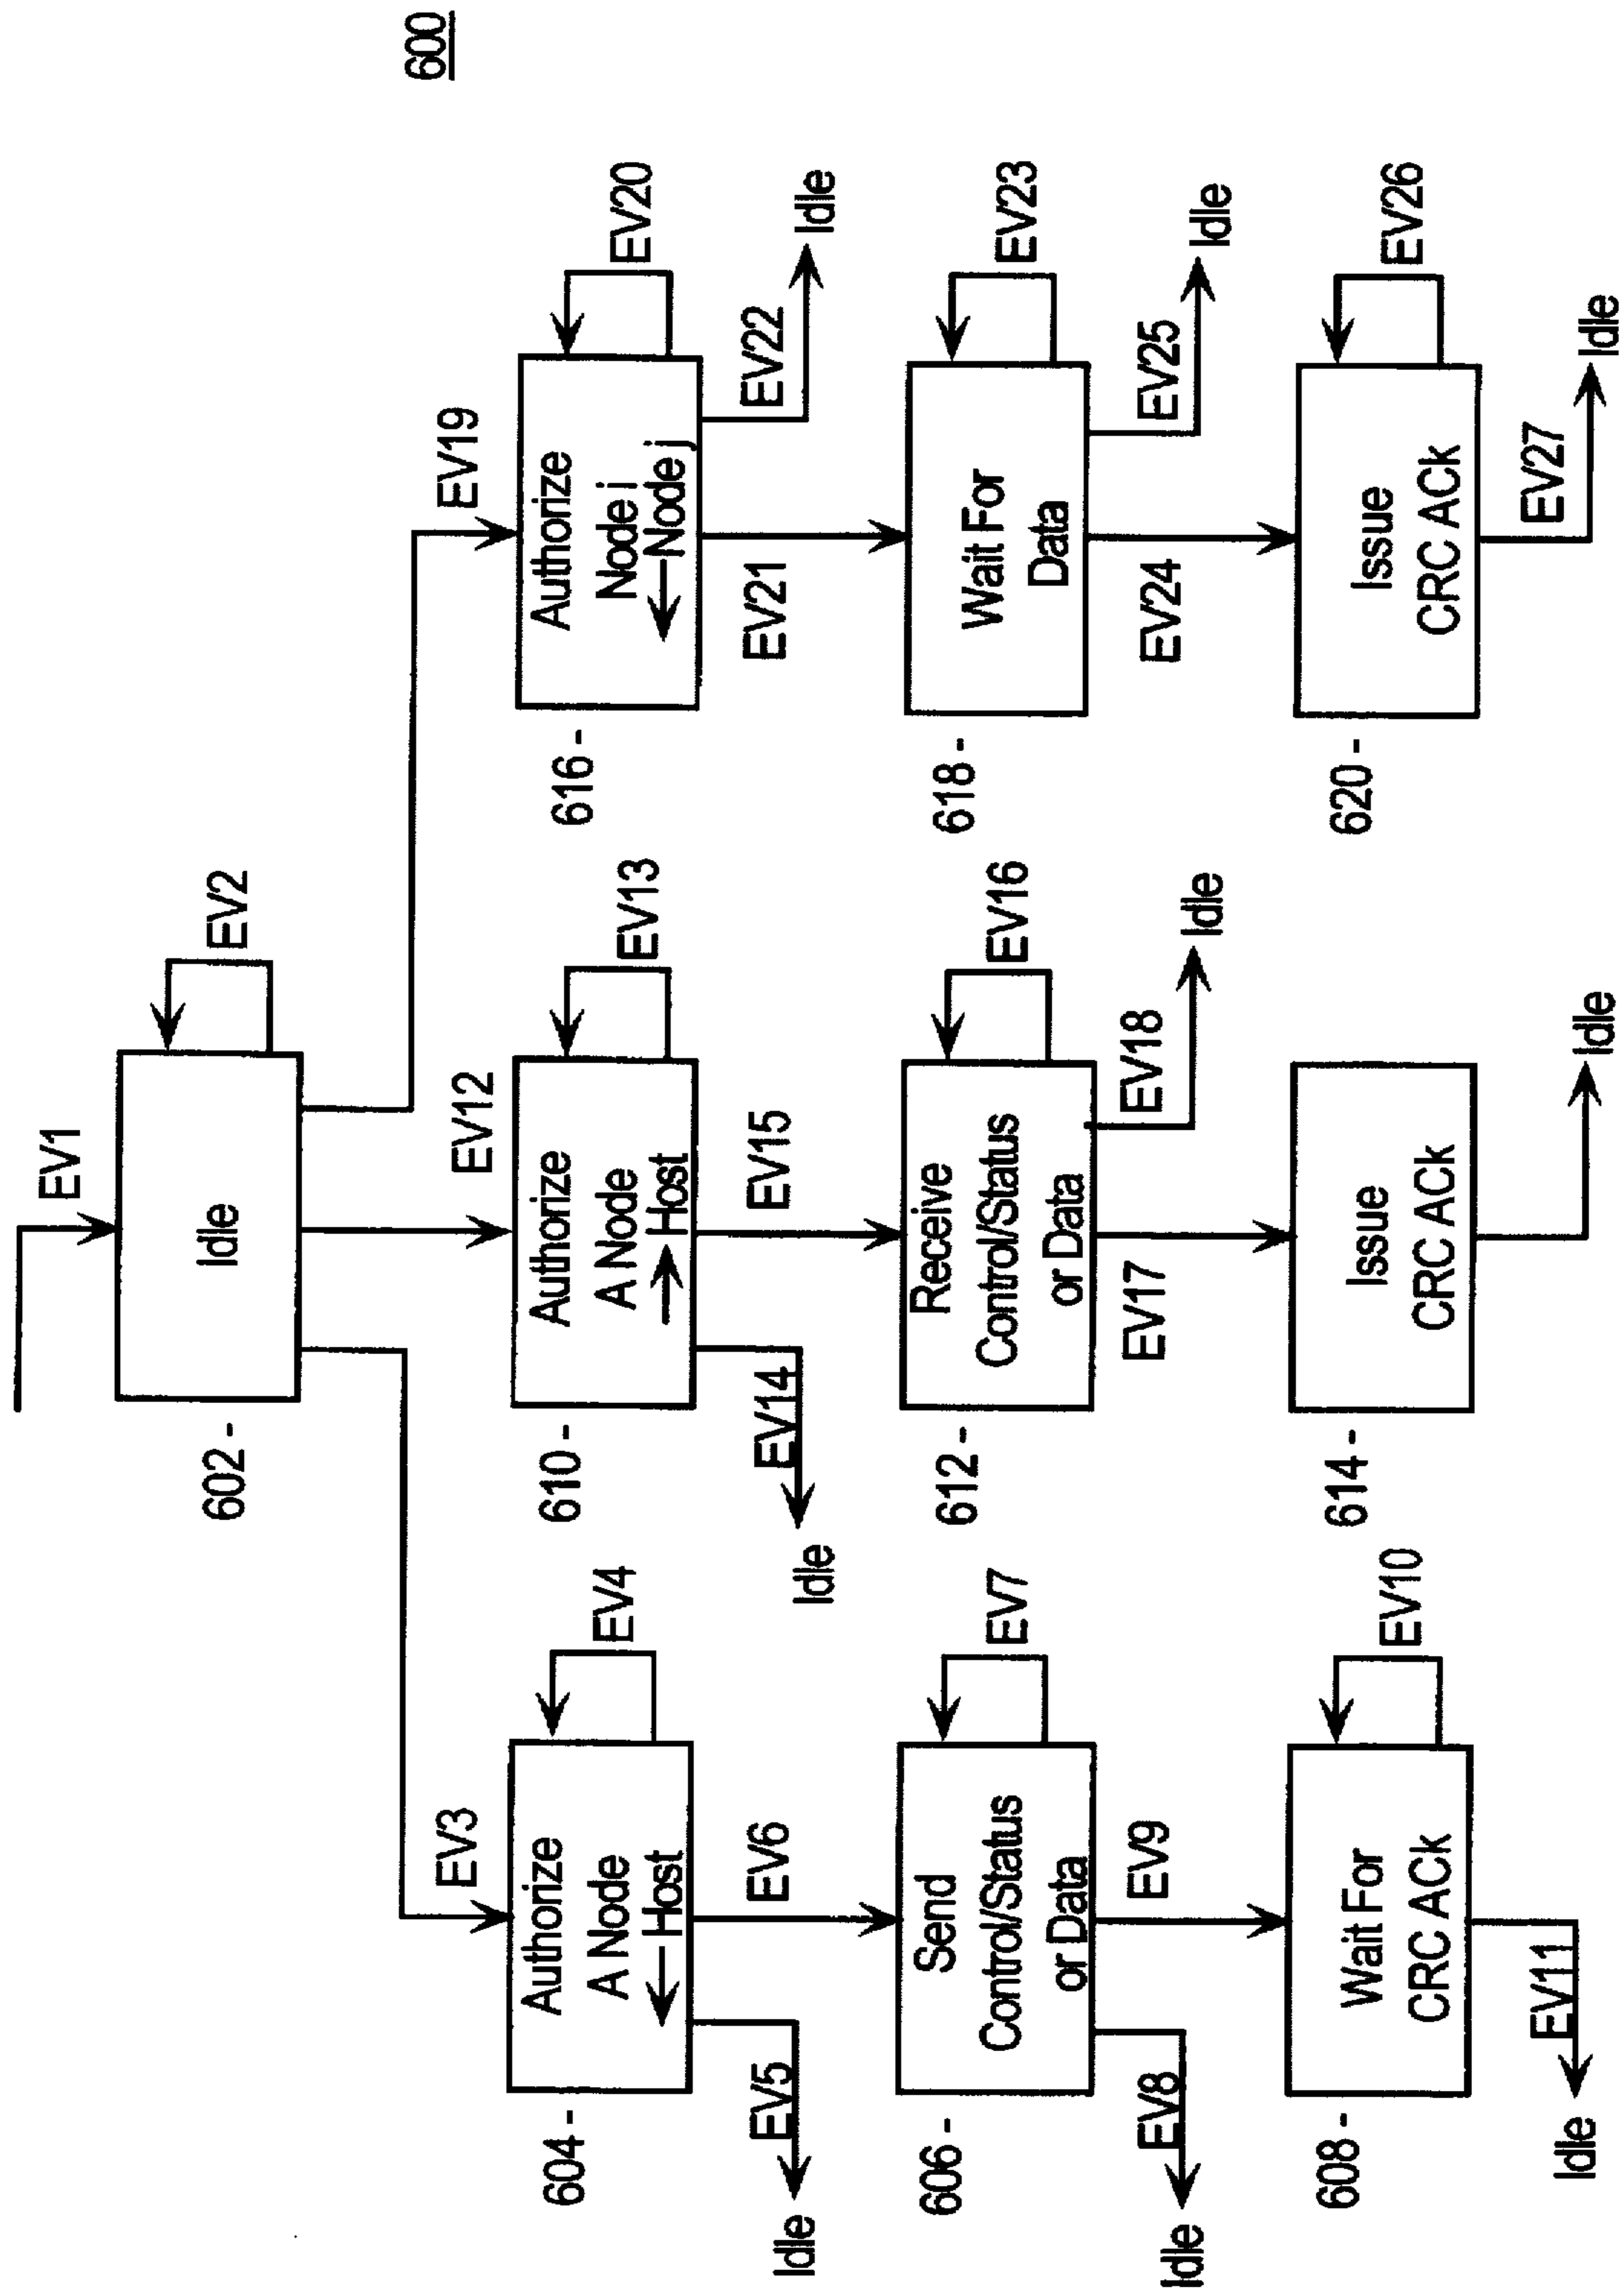 600
EV1
602 -
Idle
EV2
EV3
EV12
EV19
604 -
Authorize
A Node
Host
EV4
610 -
Authorize
A Node
Host
EV13
616 -
Authorize
Node i
Node j
EV20
EV5
Idle
EV6
EV14
Idle
EV15
EV21
EV22
Idle
606 -
Send
Control/Status
or Data
EV7
612 -
Receive
Control/Status
or Data
EV16
618 -
Wait For
Data
EV23
EV8
Idle
EV9
EV17
EV18
Idle
EV24
EV25
Idle
608 -
Wait For
CRC ACk
EV10
614 -
Issue
CRC ACk
620 -
Issue
CRC ACk
EV26
EV11
Idle
Idle
EV27
Idle